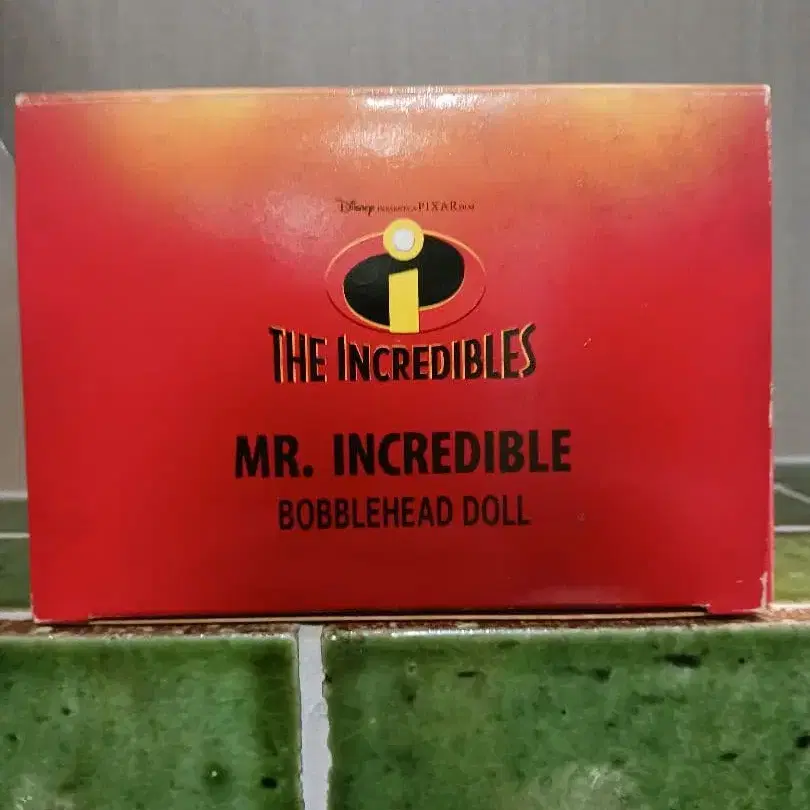 Disney PRESENTS A PIXAR FILM
i
THE INCREDIBLES
MR. INCREDIBLE
BOBBLEHEAD DOLL